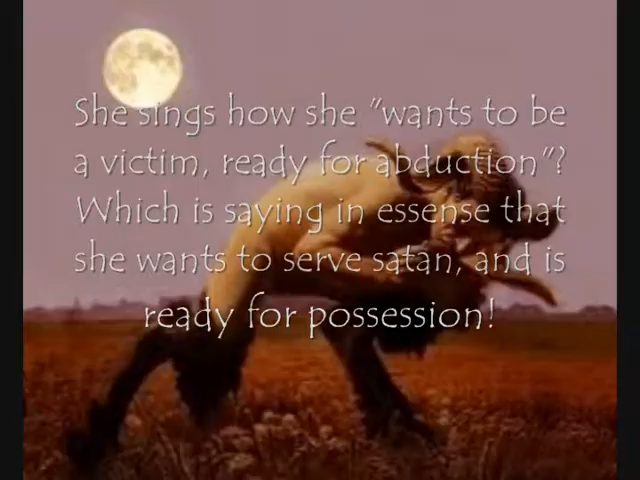 She sings how she "wants to be
a victim, ready for abduction"?
Which is saying in essense that
she wants to serve satan, and is
ready for possession!